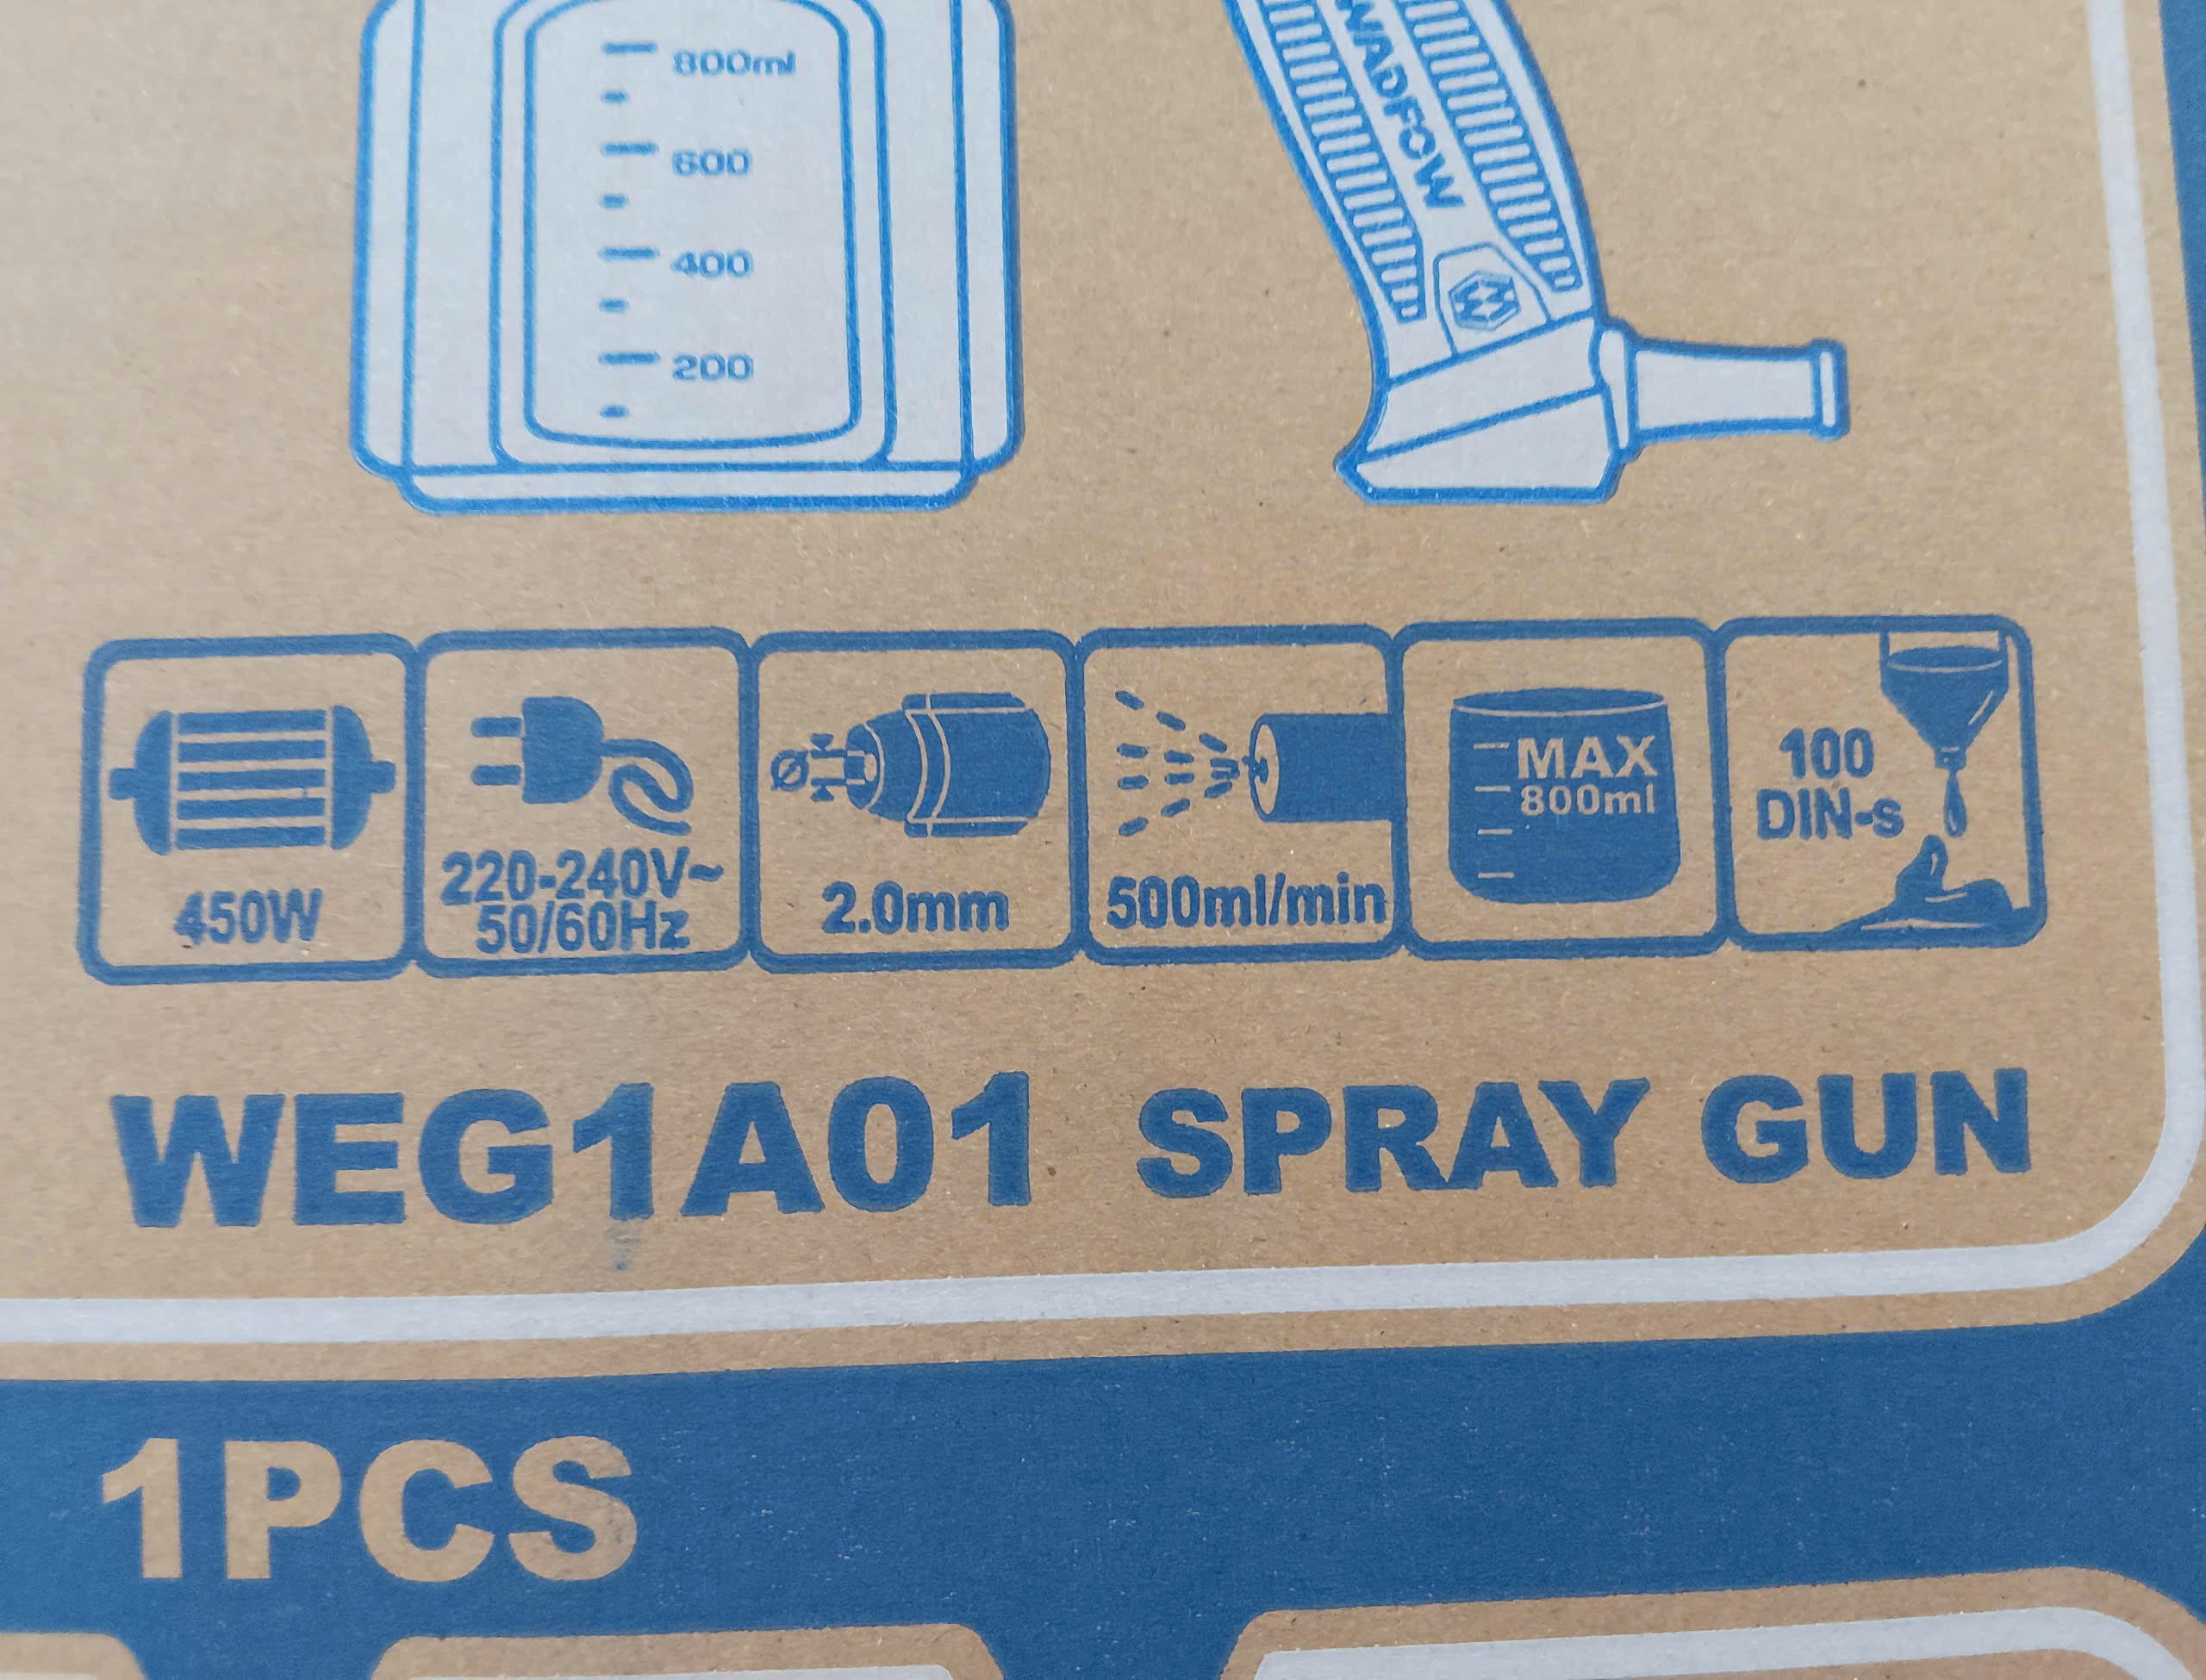 800ml
600
400
200
WADFOW
450W
220-240V~
50/60Hz
Ø
2.0mm
500ml/min
MAX
800ml
100
DIN-s
WEG1A01 SPRAY GUN
1PCS